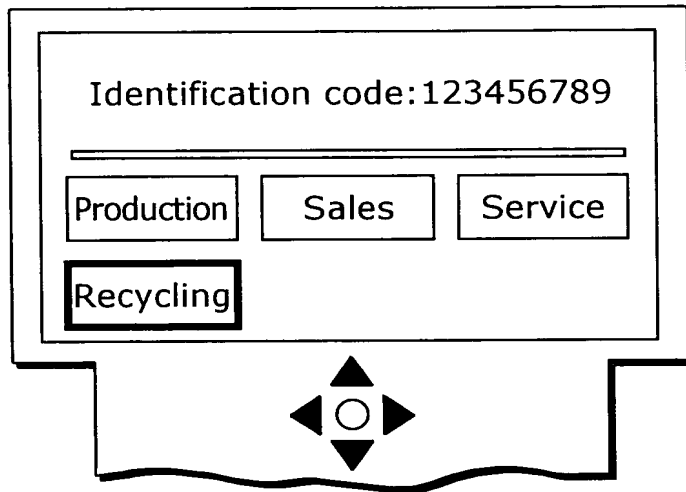 Identification code:123456789
Production Sales Service
Recycling